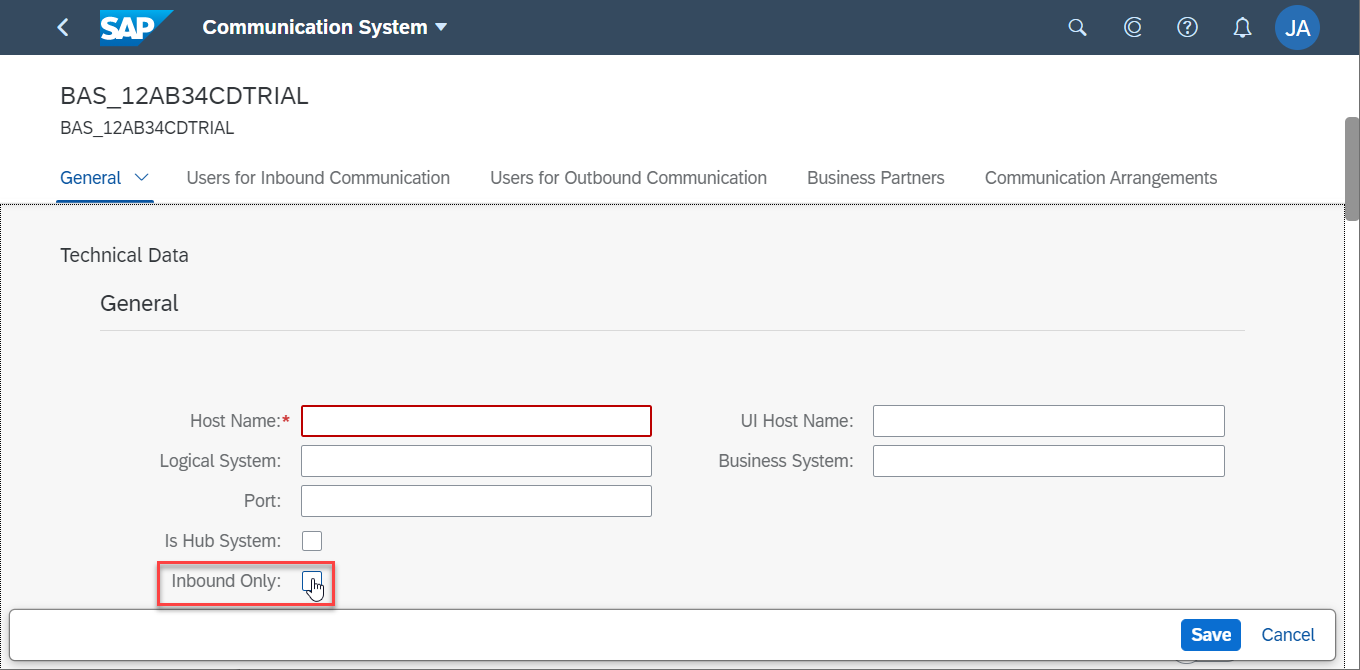 SAP Communication System JA
BAS_12AB34CDTRIAL
BAS_12AB34CDTRIAL
General Users for Inbound Communication Users for Outbound Communication Business Partners Communication Arrangements
Technical Data
General
Host Name:* UI Host Name:
Logical System: Business System:
Port:
Is Hub System:
Inbound Only:
Save Cancel